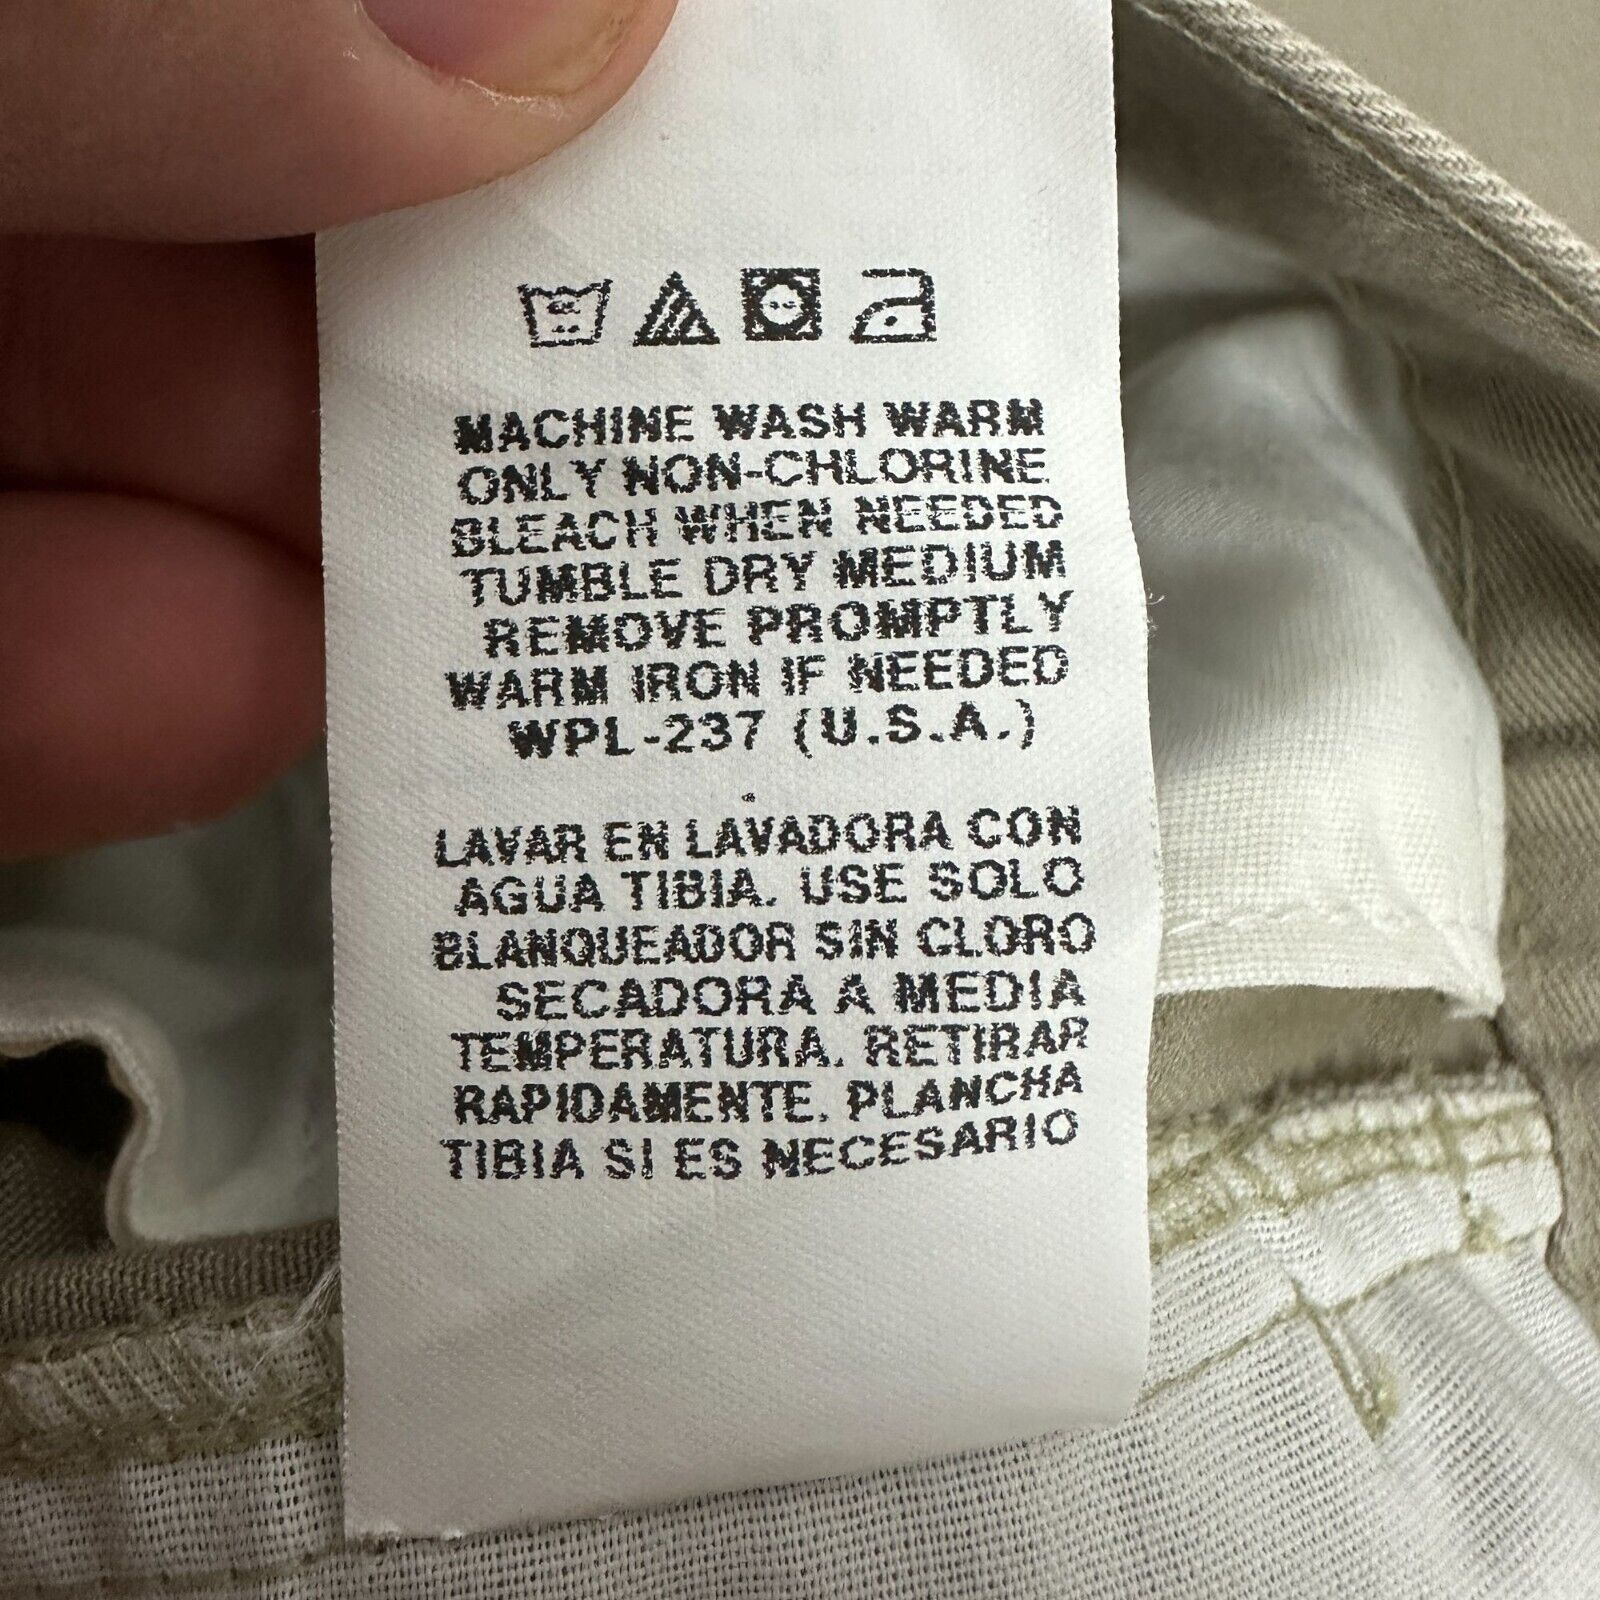 MACHINE WASH WARM
ONLY NON-CHLORINE
BLEACH WHEN NEEDED
TUMBLE DRY MEDIUM
REMOVE PROMPTLY
WARM IRON IF NEEDED
WPL-237 (U.S.A.)
LAVAR EN LAVADORA CON
AGUA TIBIA. USE SOLO
BLANQUEADOR SIN CLORO
SECADORA A MEDIA
TEMPERATURA. RETIRAR
RAPIDAMENTE. PLANCHA
TIBIA SI ES NECESARIO